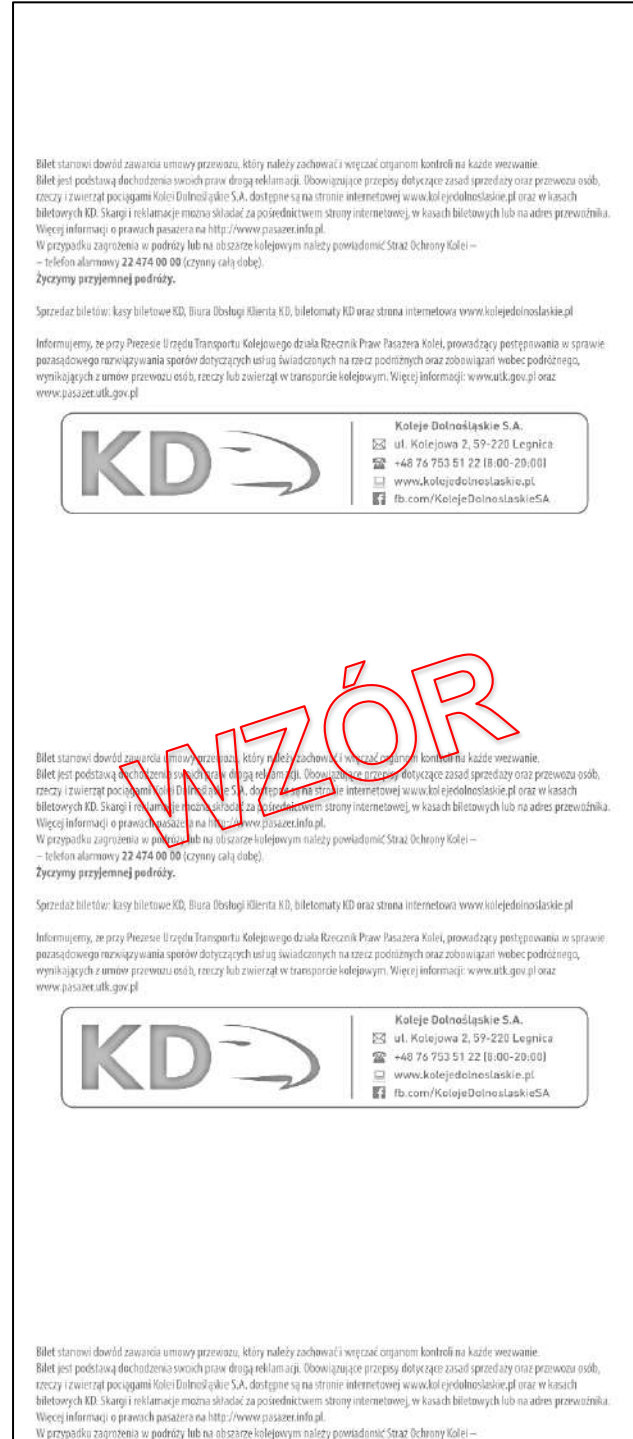 Bilet stanowi dowód zawarcia umowy przewozu, który należy zachować i wręczać organom kontroli na każde wezwanie.
Bilet jest podstawą dochodzenia swoich praw drogą reklamacji. Obowiązujące przepisy dotyczące zasad sprzedaży oraz przewozu osób,
rzeczy i zwierząt pociągami Kolei Dolnośląskie S.A. dostępne są na stronie internetowej www.kolejedolnoslaskie.pl oraz w kasach
biletowych KD. Skargi i reklamacje można składać za pośrednictwem strony internetowej, w kasach biletowych lub na adres przewoźnika.
Więcej informacji o prawach pasażera na http://www.pasazer.info.pl.
W przypadku zagrożenia w podróży lub na obszarze kolejowym należy powiadomić Straż Ochrony Kolei –
– telefon alarmowy 22 474 00 00 (czynny całą dobę).
Życzymy przyjemnej podróży.
Sprzedaż biletów: kasy biletowe KD, Biura Obsługi Klienta KD, biletomaty KD oraz strona internetowa www.kolejedolnoslaskie.pl
Informujemy, że przy Prezesie Urzędu Transportu Kolejowego działa Rzecznik Praw Pasażera Kolei, prowadzący postępowania w sprawie
pozasądowego rozwiązywania sporów dotyczących usług świadczonych na rzecz podróżnych oraz zobowiązań wobec podróżnego,
wynikających z umów przewozu osób, rzeczy lub zwierząt w transporcie kolejowym. Więcej informacji: www.utk.gov.pl oraz
www.pasazer.utk.gov.pl
KD
Koleje Dolnośląskie S.A.
ul. Kolejowa 2, 59-220 Legnica
+48 76 753 51 22 (8:00-20:00)
www.kolejedolnoslaskie.pl
fb.com/KolejeDolnoslaskieSA
WZÓR
Bilet stanowi dowód zawarcia umowy przewozu, który należy zachować i wręczać organom kontroli na każde wezwanie.
Bilet jest podstawą dochodzenia swoich praw drogą reklamacji. Obowiązujące przepisy dotyczące zasad sprzedaży oraz przewozu osób,
rzeczy i zwierząt pociągami Kolei Dolnośląskie S.A. dostępne są na stronie internetowej www.kolejedolnoslaskie.pl oraz w kasach
biletowych KD. Skargi i reklamacje można składać za pośrednictwem strony internetowej, w kasach biletowych lub na adres przewoźnika.
Więcej informacji o prawach pasażera na http://www.pasazer.info.pl.
W przypadku zagrożenia w podróży lub na obszarze kolejowym należy powiadomić Straż Ochrony Kolei –
– telefon alarmowy 22 474 00 00 (czynny całą dobę).
Życzymy przyjemnej podróży.
Sprzedaż biletów: kasy biletowe KD, Biura Obsługi Klienta KD, biletomaty KD oraz strona internetowa www.kolejedolnoslaskie.pl
Informujemy, że przy Prezesie Urzędu Transportu Kolejowego działa Rzecznik Praw Pasażera Kolei, prowadzący postępowania w sprawie
pozasądowego rozwiązywania sporów dotyczących usług świadczonych na rzecz podróżnych oraz zobowiązań wobec podróżnego,
wynikających z umów przewozu osób, rzeczy lub zwierząt w transporcie kolejowym. Więcej informacji: www.utk.gov.pl oraz
www.pasazer.utk.gov.pl
KD
Koleje Dolnośląskie S.A.
ul. Kolejowa 2, 59-220 Legnica
+48 76 753 51 22 (8:00-20:00)
www.kolejedolnoslaskie.pl
fb.com/KolejeDolnoslaskieSA
Bilet stanowi dowód zawarcia umowy przewozu, który należy zachować i wręczać organom kontroli na każde wezwanie.
Bilet jest podstawą dochodzenia swoich praw drogą reklamacji. Obowiązujące przepisy dotyczące zasad sprzedaży oraz przewozu osób,
rzeczy i zwierząt pociągami Kolei Dolnośląskie S.A. dostępne są na stronie internetowej www.kolejedolnoslaskie.pl oraz w kasach
biletowych KD. Skargi i reklamacje można składać za pośrednictwem strony internetowej, w kasach biletowych lub na adres przewoźnika.
Więcej informacji o prawach pasażera na http://www.pasazer.info.pl.
W przypadku zagrożenia w podróży lub na obszarze kolejowym należy powiadomić Straż Ochrony Kolei –